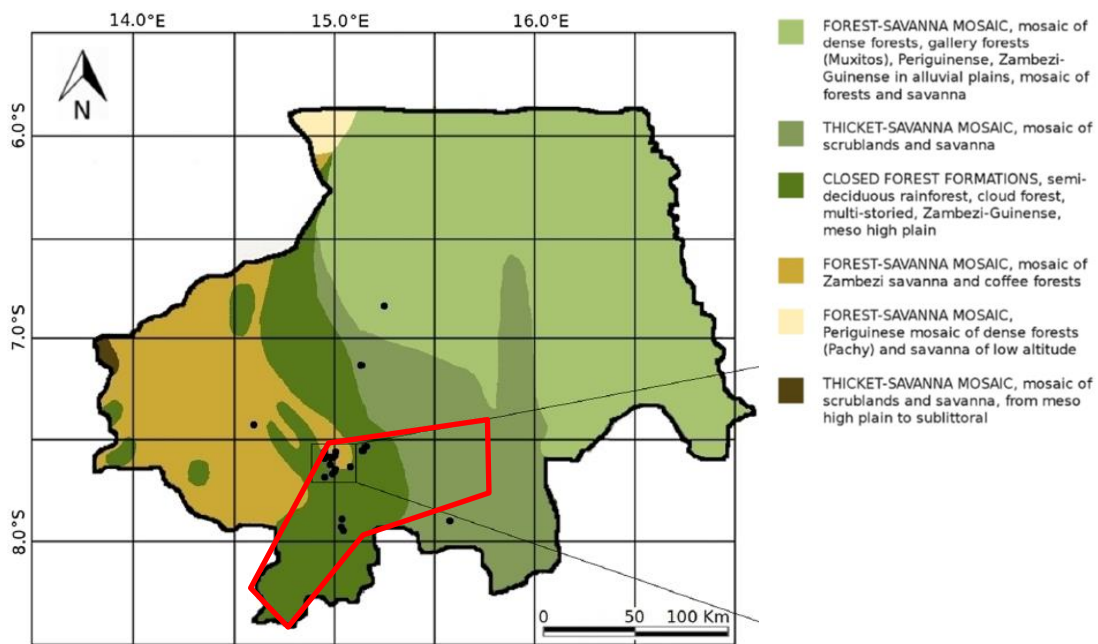 14.0°E 15.0°E 16.0°E
N
6.0°S
7.0°S
8.0°S
0 50 100 Km
FOREST-SAVANNA MOSAIC, mosaic of
dense forests, gallery forests
(Muxitos), Periguinense, Zambezi-
Guinense in alluvial plains, mosaic of
forests and savanna
THICKET-SAVANNA MOSAIC, mosaic of
scrublands and savanna
CLOSED FOREST FORMATIONS, semi-
deciduous rainforest, cloud forest,
multi-storied, Zambezi-Guinense,
meso high plain
FOREST-SAVANNA MOSAIC, mosaic of
Zambezi savanna and coffee forests
FOREST-SAVANNA MOSAIC,
Periguinese mosaic of dense forests
(Pachy) and savanna of low altitude
THICKET-SAVANNA MOSAIC, mosaic of
scrublands and savanna, from meso
high plain to sublittoral